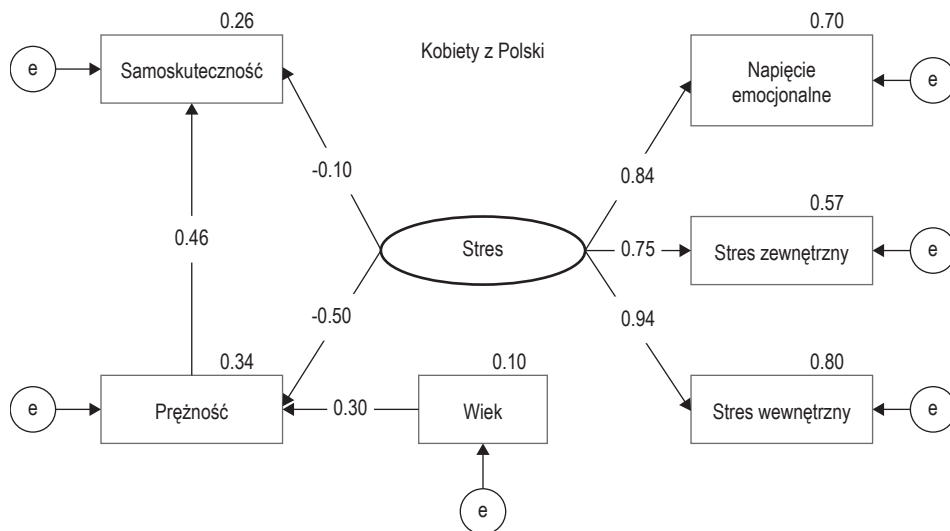 0.26
Kobiety z Polski
0.70
e
Samoskuteczność
Napięcie
emocjonalne
e
-0.10
0.84
0.46
Stres
0.75
0.57
Stres zewnętrzny
e
-0.50
0.94
0.34
0.10
0.80
e
Prężność
0.30
Wiek
Stres wewnętrzny
e
e